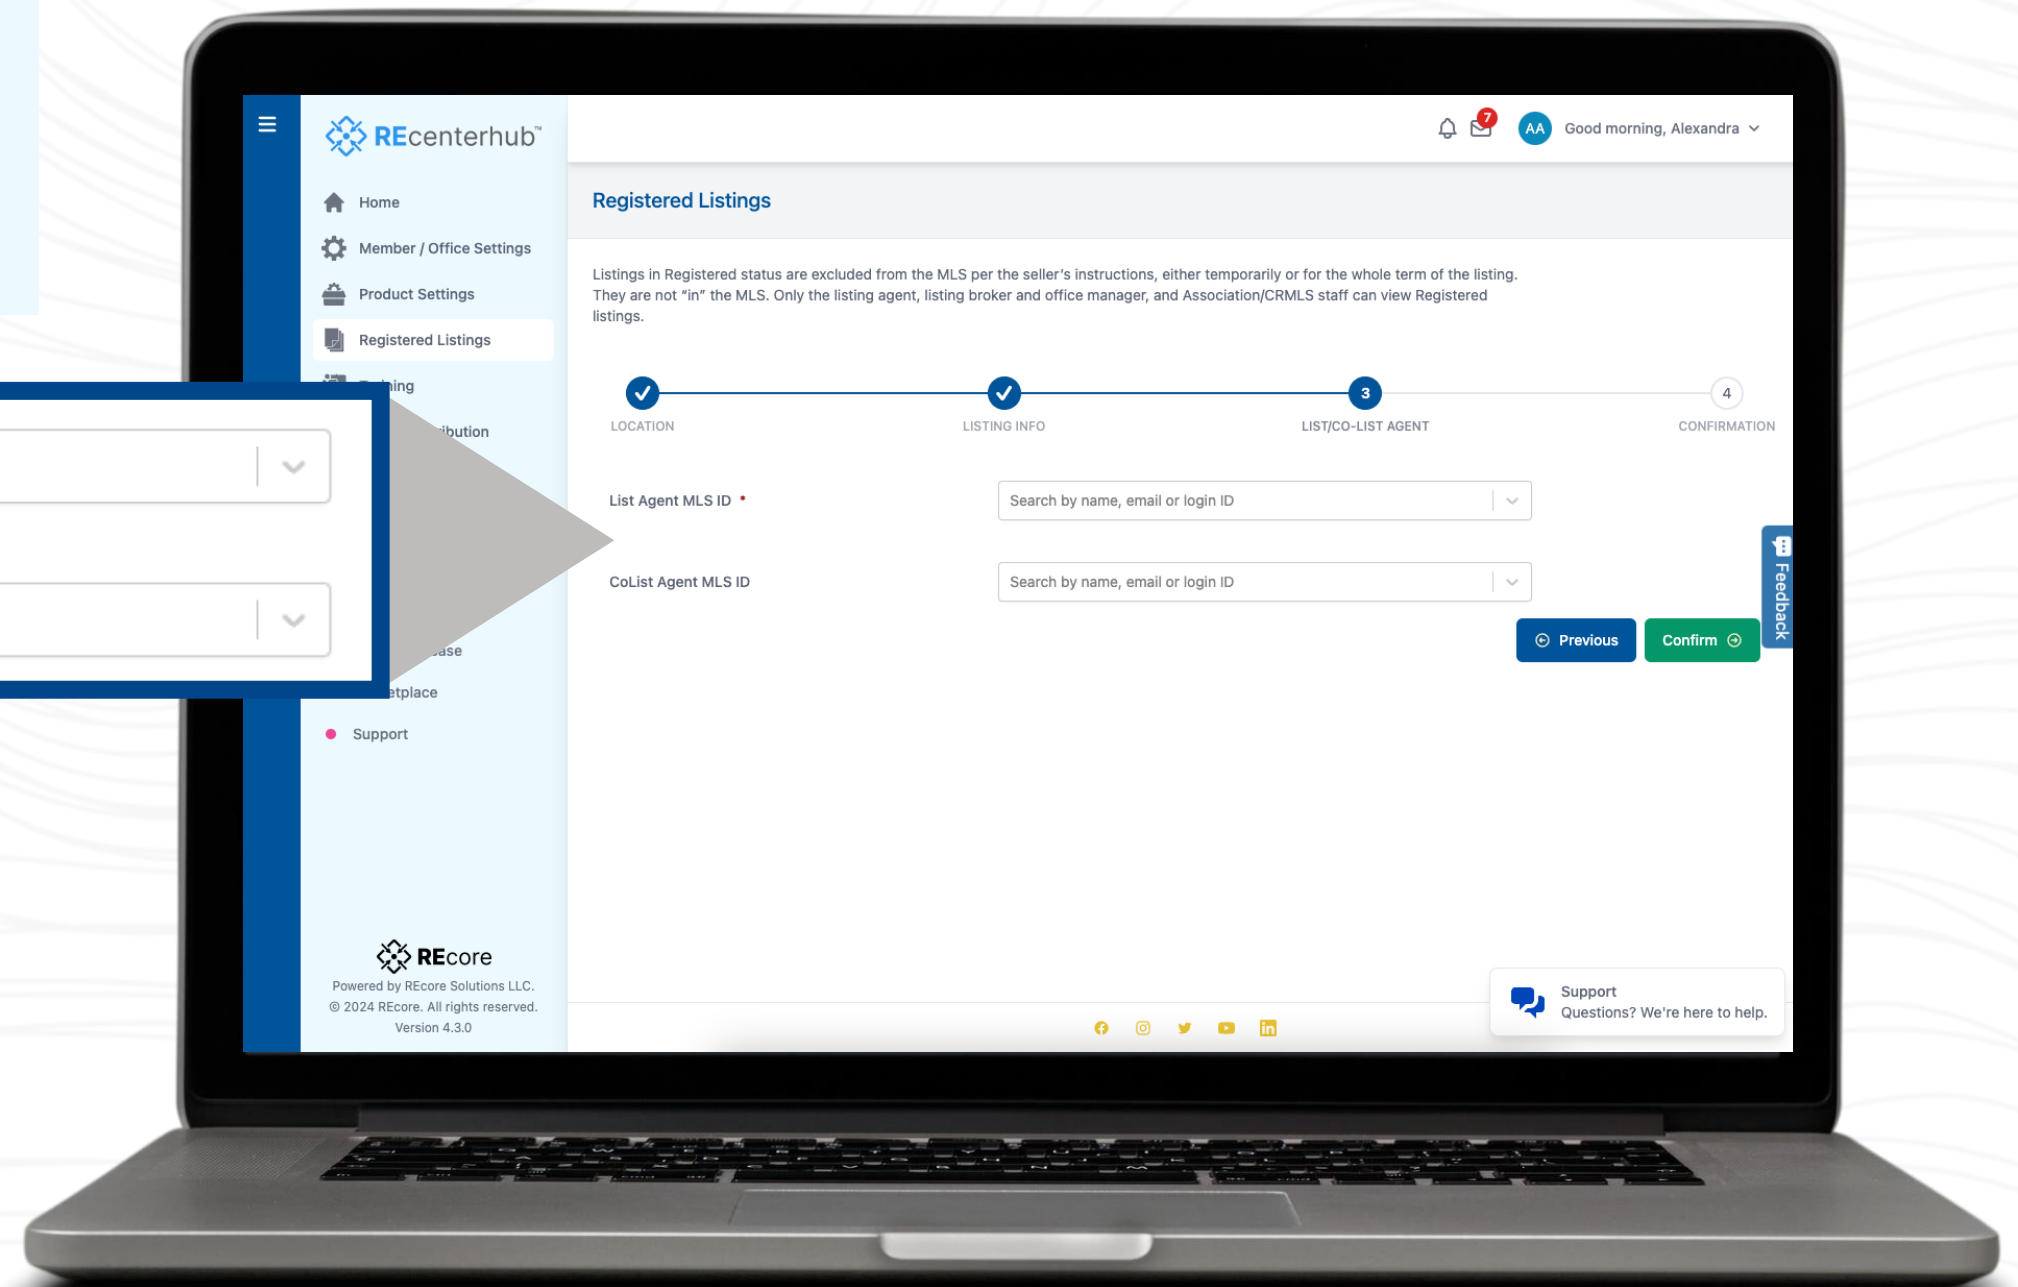 REcenterhub™
7
AA
Good morning, Alexandra
Home
Member / Office Settings
Product Settings
Registered Listings
Support
REcore
Powered by REcore Solutions LLC.
© 2024 REcore. All rights reserved.
Version 4.3.0
Registered Listings
Listings in Registered status are excluded from the MLS per the seller's instructions, either temporarily or for the whole term of the listing.
They are not “in” the MLS. Only the listing agent, listing broker and office manager, and Association/CRMLS staff can view Registered
listings.
3
4
LOCATION
LISTING INFO
LIST/CO-LIST AGENT
CONFIRMATION
List Agent MLS ID *
Search by name, email or login ID
CoList Agent MLS ID
Search by name, email or login ID
Previous
Confirm
Feedback
Support
Questions? We're here to help.
in